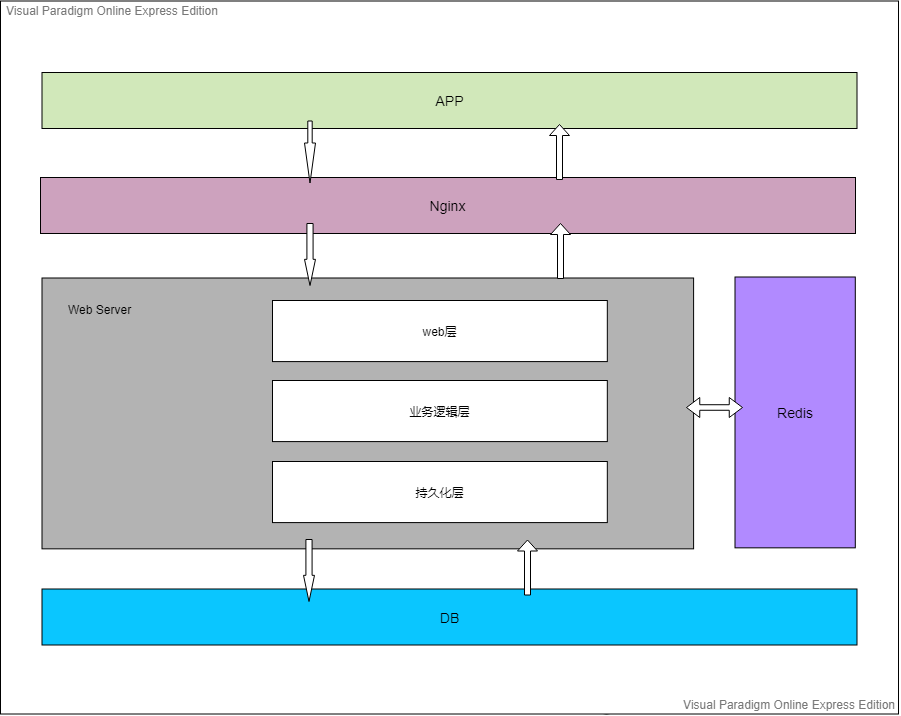 Visual Paradigm Online Express Edition
APP
Nginx
Web Server
web层
业务逻辑层
持久化层
Redis
DB
Visual Paradigm Online Express Edition